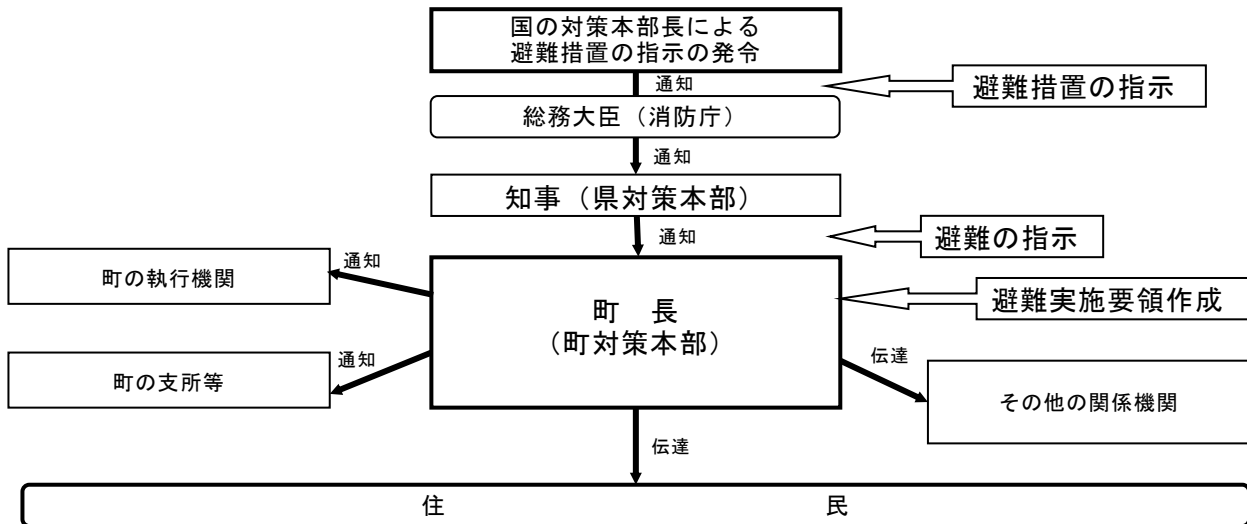 国の対策本部長による
避難措置の指示の発令
通知
避難措置の指示
総務大臣（消防庁）
通知
知事（県対策本部）
通知
避難の指示
町の執行機関
通知
町　長
（町対策本部）
避難実施要領作成
町の支所等
通知
伝達
その他の関係機関
伝達
住　民